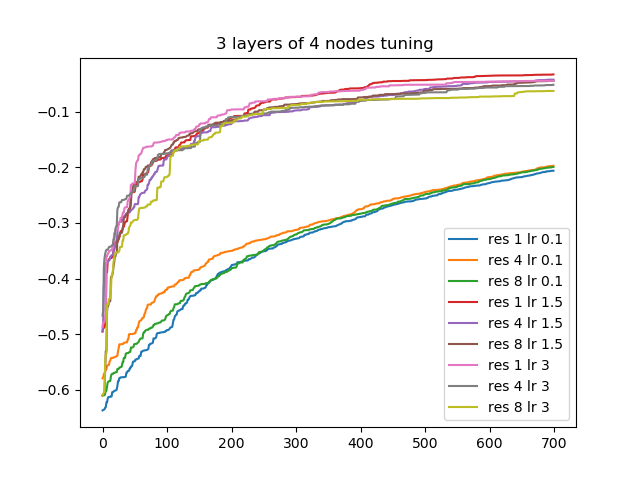 3 layers of 4 nodes tuning
−0.1
−0.2
−0.3
−0.4
−0.5
−0.6
res 1 lr 0.1
res 4 lr 0.1
res 8 lr 0.1
res 1 lr 1.5
res 4 lr 1.5
res 8 lr 1.5
res 1 lr 3
res 4 lr 3
res 8 lr 3
0 100 200 300 400 500 600 700